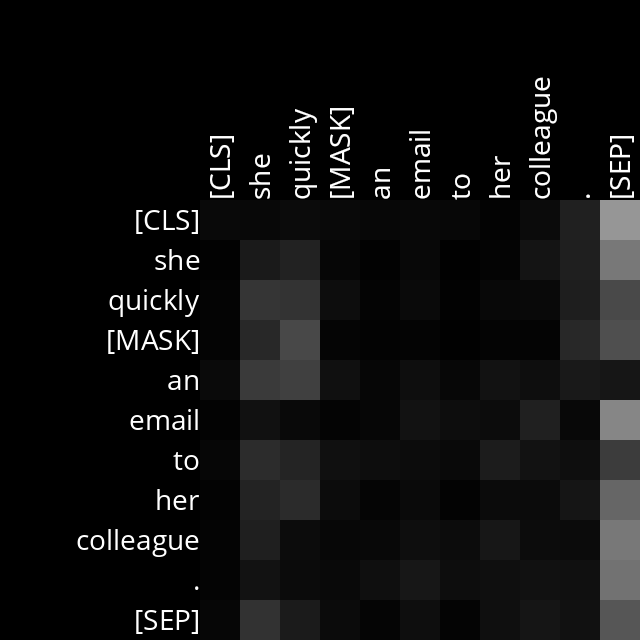 [CLS] she quickly [MASK] an email to her colleague . [SEP]
[CLS]
she
quickly
[MASK]
an
email
to
her
colleague
.
[SEP]